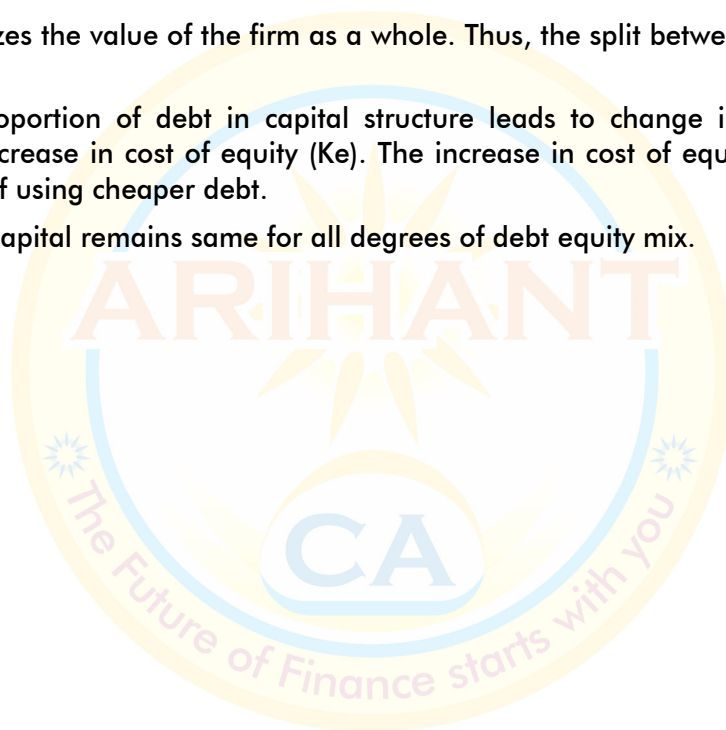 zes the value of the firm as a whole. Thus, the split betwe
oportion of debt in capital structure leads to change i
crease in cost of equity (Ke). The increase in cost of equ
f using cheaper debt.
apital remains same for all degrees of debt equity mix.
ARIHANT
CA
The Future of Finance starts with you